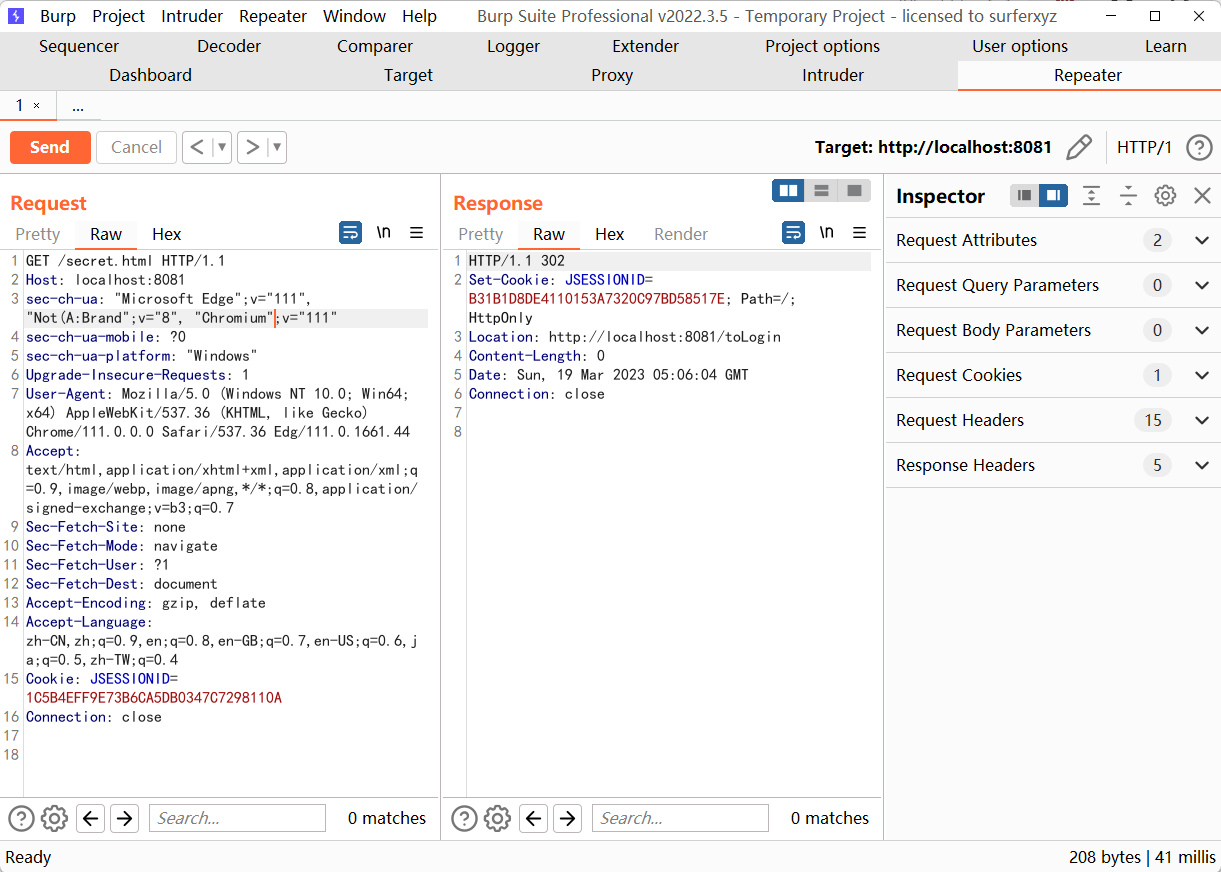 Burp Project Intruder Repeater Window Help Burp Suite Professional v2022.3.5 - Temporary Project - licensed to surferxyz
Sequencer Decoder Comparer Logger Extender Project options User options Learn
Dashboard Target Proxy Intruder Repeater
1 × ...
Send Cancel < > Target: http://localhost:8081 HTTP/1 ?
Request
Pretty Raw Hex \n
1 GET /secret.html HTTP/1.1
2 Host: localhost:8081
3 sec-ch-ua: "Microsoft Edge";v="111",
"Not(A:Brand";v="8", "Chromium";v="111"
4 sec-ch-ua-mobile: ?0
5 sec-ch-ua-platform: "Windows"
6 Upgrade-Insecure-Requests: 1
7 User-Agent: Mozilla/5.0 (Windows NT 10.0; Win64;
x64) AppleWebKit/537.36 (KHTML, like Gecko)
Chrome/111.0.0.0 Safari/537.36 Edg/111.0.1661.44
8 Accept:
text/html,application/xhtml+xml,application/xml;q
=0.9,image/webp,image/apng,*/*;q=0.8,application/
signed-exchange;v=b3;q=0.7
9 Sec-Fetch-Site: none
10 Sec-Fetch-Mode: navigate
11 Sec-Fetch-User: ?1
12 Sec-Fetch-Dest: document
13 Accept-Encoding: gzip, deflate
14 Accept-Language:
zh-CN,zh;q=0.9,en;q=0.8,en-GB;q=0.7,en-US;q=0.6,j
a;q=0.5,zh-TW;q=0.4
15 Cookie: JSESSIONID=
1C5B4EFF9E73B6CA5DB0347C7298110A
16 Connection: close
17
18
? Search... 0 matches
Response
Pretty Raw Hex Render \n
1 HTTP/1.1 302
2 Set-Cookie: JSESSIONID=
B31B1D8DE4110153A7320C97BD58517E; Path=/;
HttpOnly
3 Location: http://localhost:8081/toLogin
4 Content-Length: 0
5 Date: Sun, 19 Mar 2023 05:06:04 GMT
6 Connection: close
7
8
? Search... 0 matches
Inspector
Request Attributes 2
Request Query Parameters 0
Request Body Parameters 0
Request Cookies 1
Request Headers 15
Response Headers 5
Ready 208 bytes | 41 millis